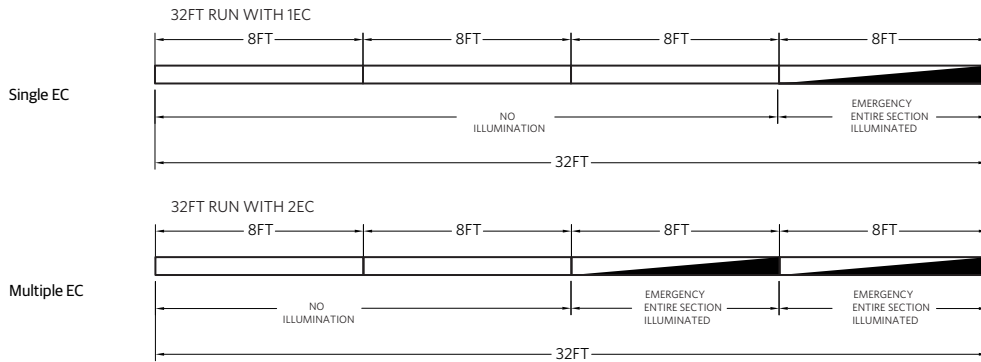 32FT RUN WITH 1EC
8FT 8FT 8FT 8FT
Single EC
NO
ILLUMINATION
EMERGENCY
ENTIRE SECTION
ILLUMINATED
32FT
32FT RUN WITH 2EC
8FT 8FT 8FT 8FT
Multiple EC
NO
ILLUMINATION
EMERGENCY
ENTIRE SECTION
ILLUMINATED
EMERGENCY
ENTIRE SECTION
ILLUMINATED
32FT